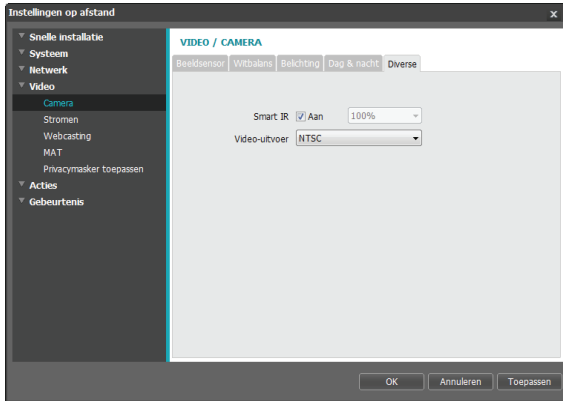 Instellingen op afstand
x
Snelle installatie
Systeem
Netwerk
Video
Camera
Stromen
Webcasting
MAT
Privacymasker toepassen
Acties
Gebeurtenis
VIDEO / CAMERA
Beeldsensor Witbalans Belichting Dag & nacht Diverse
Smart IR Aan 100%
Video-uitvoer NTSC
OK Annuleren Toepassen